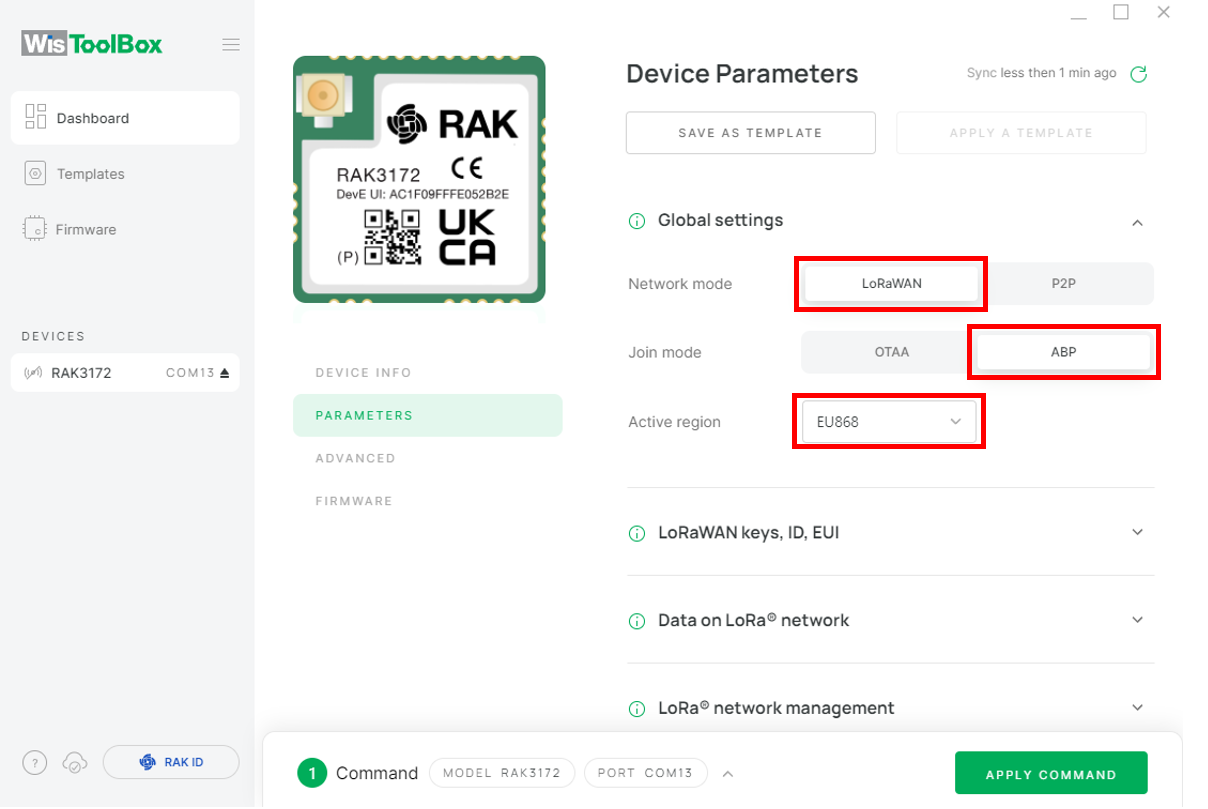 WisToolBox
Dashboard
Templates
Firmware
DEVICES
RAK3172 COM13
? RAK ID
RAK
RAK3172
DevE UI: AC1F09FFFE052B2E
(P)
CE
UK
CA
DEVICE INFO
PARAMETERS
ADVANCED
FIRMWARE
Device Parameters
Sync less then 1 min ago
SAVE AS TEMPLATE APPLY A TEMPLATE
Global settings
Network mode LoRaWAN P2P
Join mode OTAA ABP
Active region EU868
LoRaWAN keys, ID, EUI
Data on LoRa® network
LoRa® network management
1 Command MODEL RAK3172 PORT COM13 APPLY COMMAND